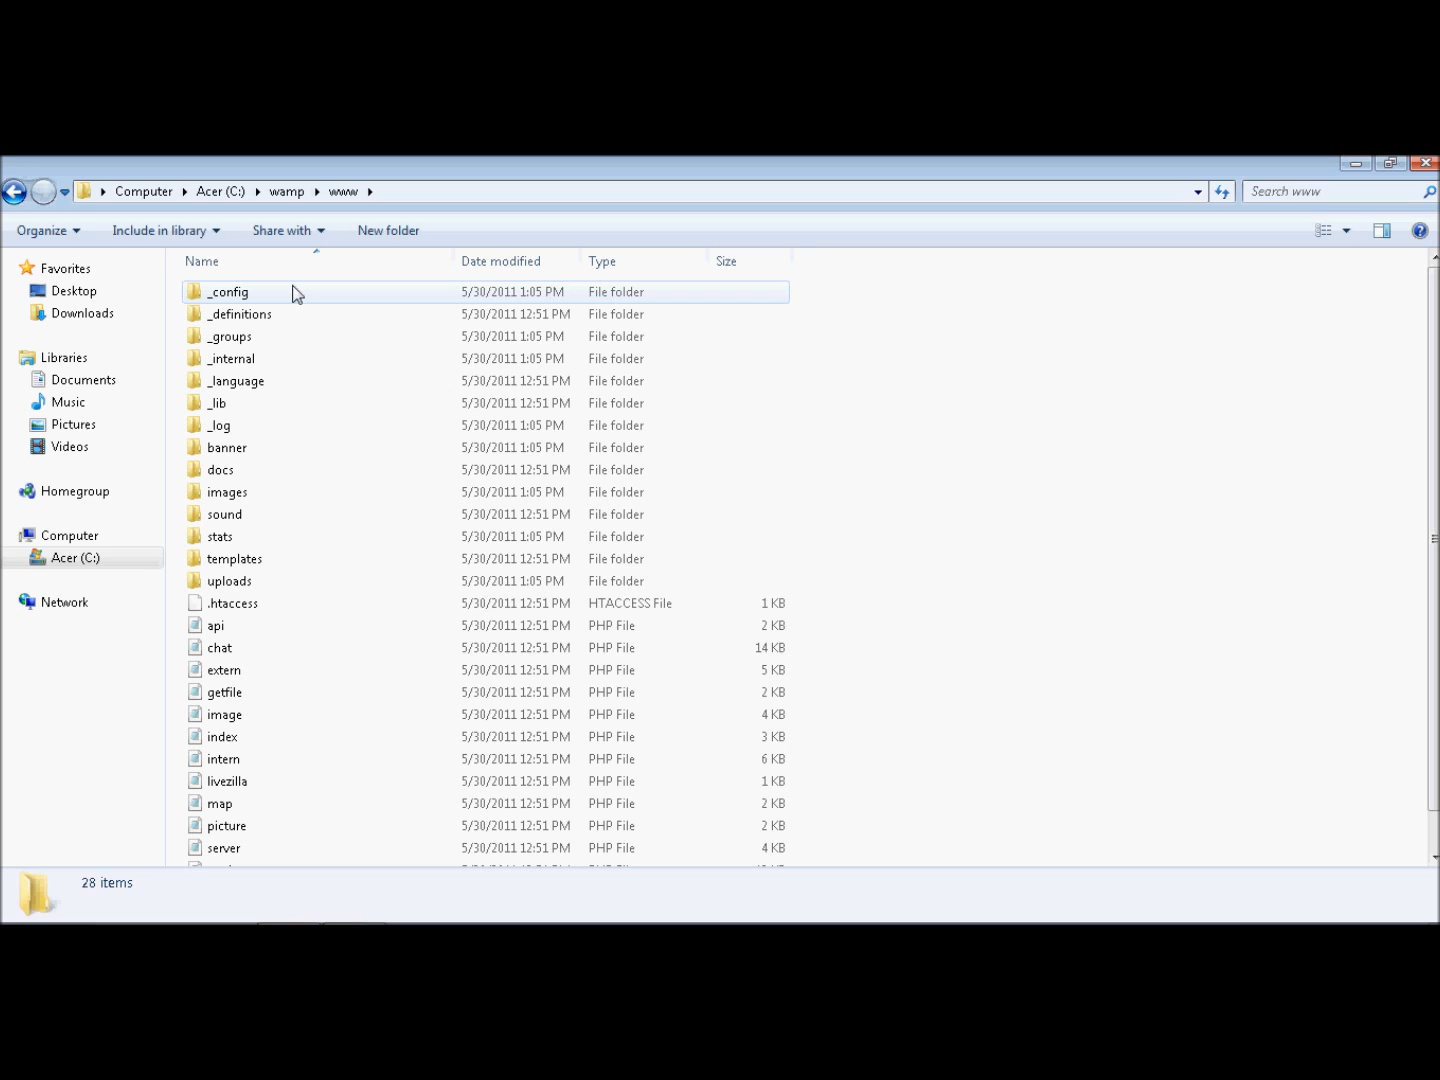 Computer Acer (C:) wamp www
Search www
Organize Include in library Share with New folder
Name Date modified Type Size
Favorites
Desktop
Downloads
Libraries
Documents
Music
Pictures
Videos
Homegroup
Computer
Acer (C:)
Network
_config 5/30/2011 1:05 PM File folder
_definitions 5/30/2011 12:51 PM File folder
_groups 5/30/2011 1:05 PM File folder
_internal 5/30/2011 1:05 PM File folder
_language 5/30/2011 12:51 PM File folder
_lib 5/30/2011 12:51 PM File folder
_log 5/30/2011 1:05 PM File folder
banner 5/30/2011 1:05 PM File folder
docs 5/30/2011 12:51 PM File folder
images 5/30/2011 1:05 PM File folder
sound 5/30/2011 12:51 PM File folder
stats 5/30/2011 1:05 PM File folder
templates 5/30/2011 12:51 PM File folder
uploads 5/30/2011 1:05 PM File folder
.htaccess 5/30/2011 12:51 PM HTACCESS File 1 KB
api 5/30/2011 12:51 PM PHP File 2 KB
chat 5/30/2011 12:51 PM PHP File 14 KB
extern 5/30/2011 12:51 PM PHP File 5 KB
getfile 5/30/2011 12:51 PM PHP File 2 KB
image 5/30/2011 12:51 PM PHP File 4 KB
index 5/30/2011 12:51 PM PHP File 3 KB
intern 5/30/2011 12:51 PM PHP File 6 KB
livezilla 5/30/2011 12:51 PM PHP File 1 KB
map 5/30/2011 12:51 PM PHP File 2 KB
picture 5/30/2011 12:51 PM PHP File 2 KB
server 5/30/2011 12:51 PM PHP File 4 KB
28 items